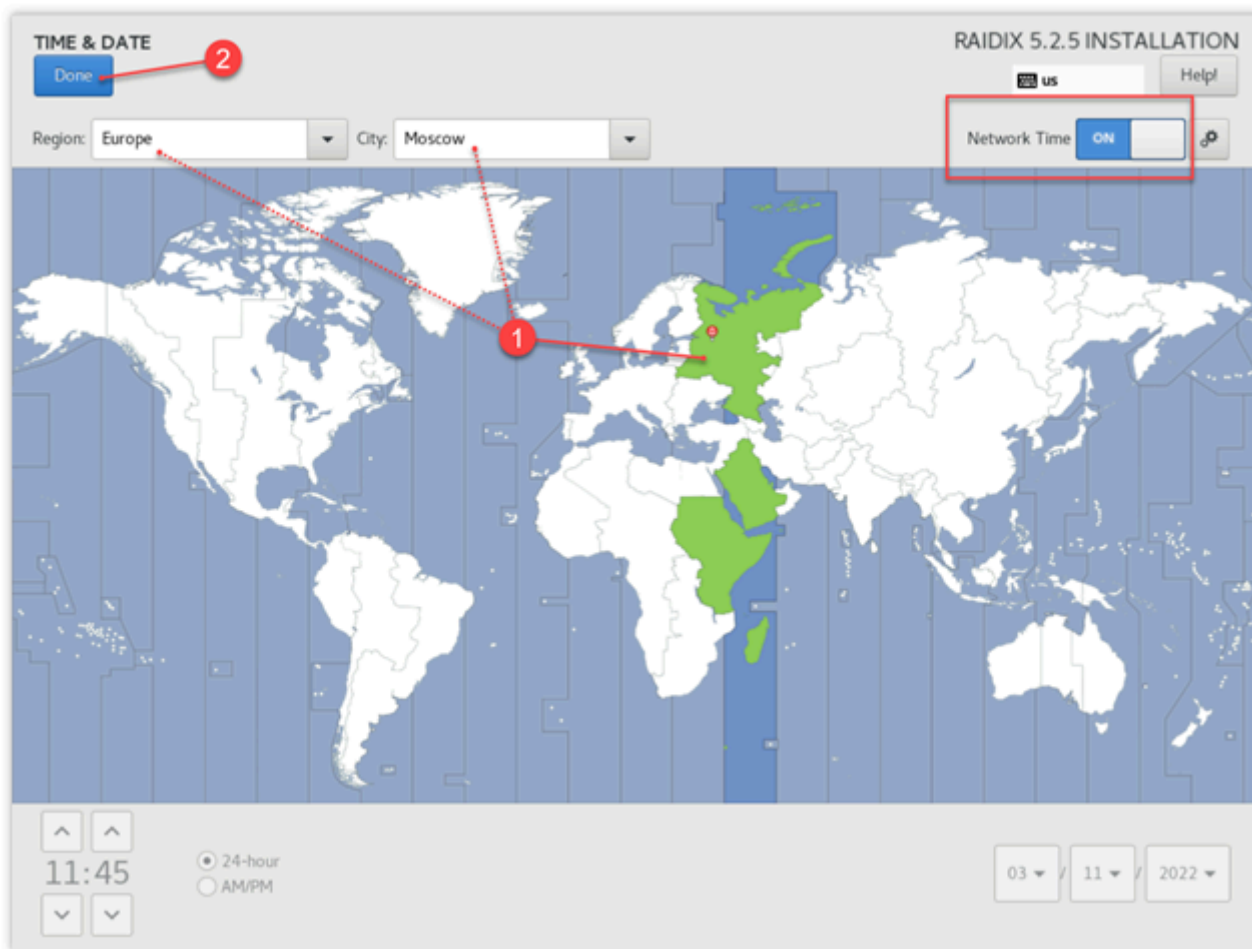 TIME & DATE
RAIDIX 5.2.5 INSTALLATION
Done
2
us
Help!
Region: Europe City: Moscow
Network Time ON
1
11:45
24-hour
AM/PM
03 / 11 / 2022